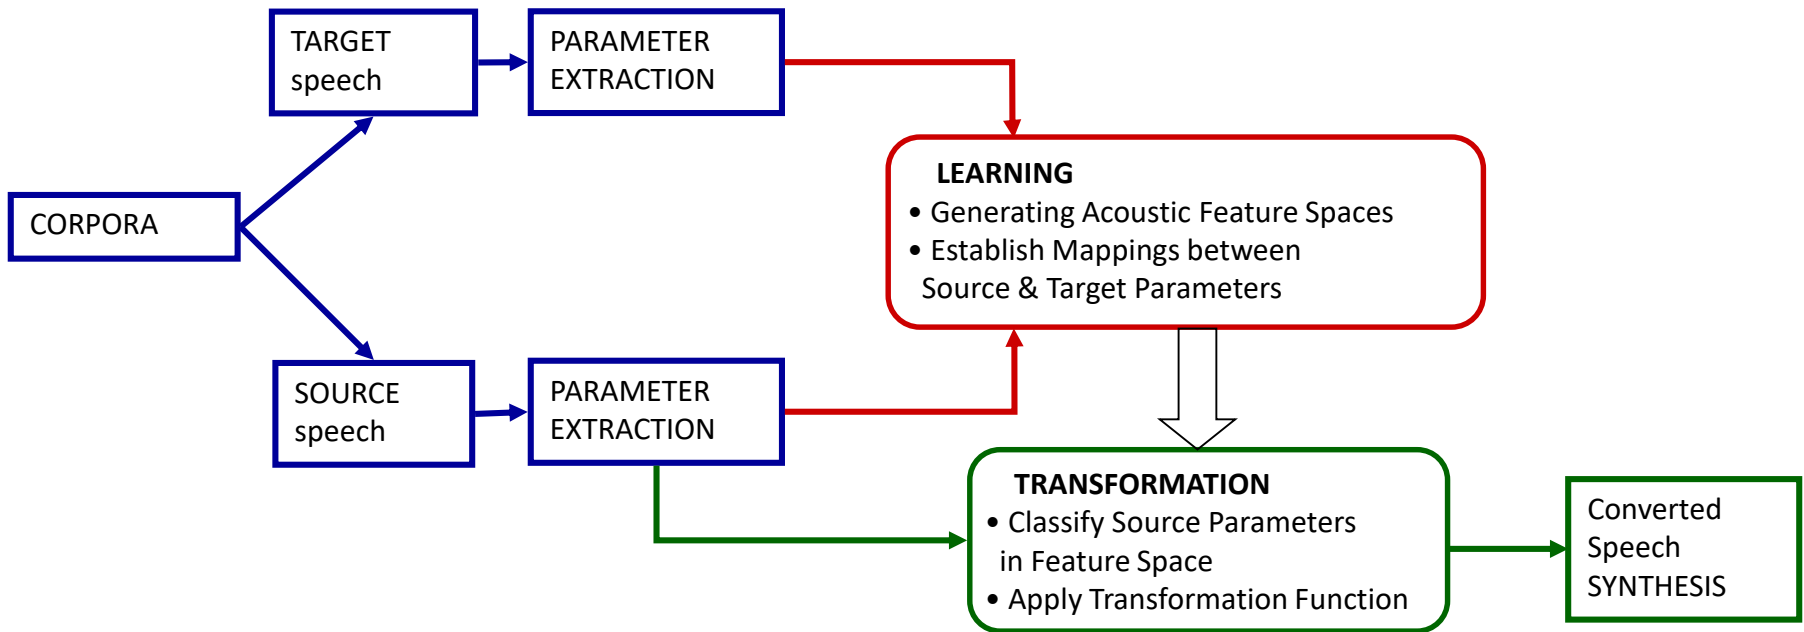 TARGET
speech
PARAMETER
EXTRACTION
CORPORA
LEARNING
• Generating Acoustic Feature Spaces
• Establish Mappings between
Source & Target Parameters
SOURCE
speech
PARAMETER
EXTRACTION
TRANSFORMATION
• Classify Source Parameters
in Feature Space
• Apply Transformation Function
Converted
Speech
SYNTHESIS